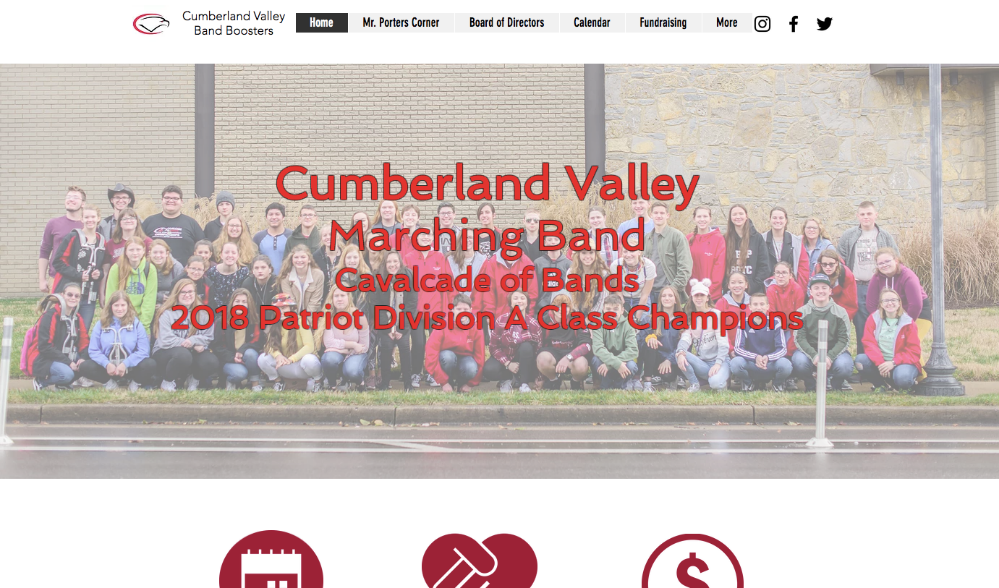 Cumberland Valley
Band Boosters
Home
Mr. Porters Corner
Board of Directors
Calendar
Fundraising
More
Cumberland Valley
Marching Band
Cavalcade of Bands
2018 Patriot Division A Class Champions